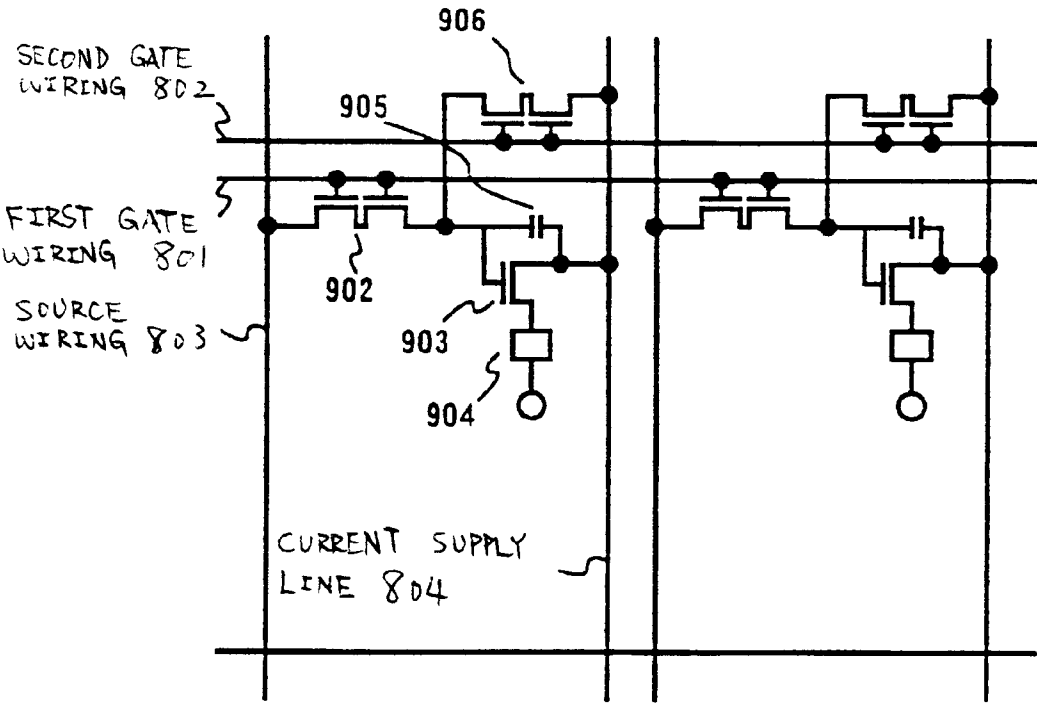 906
SECOND GATE
WIRING 802
905
FIRST GATE
WIRING 801
902
SOURCE
WIRING 803
903
904
CURRENT SUPPLY
LINE 804